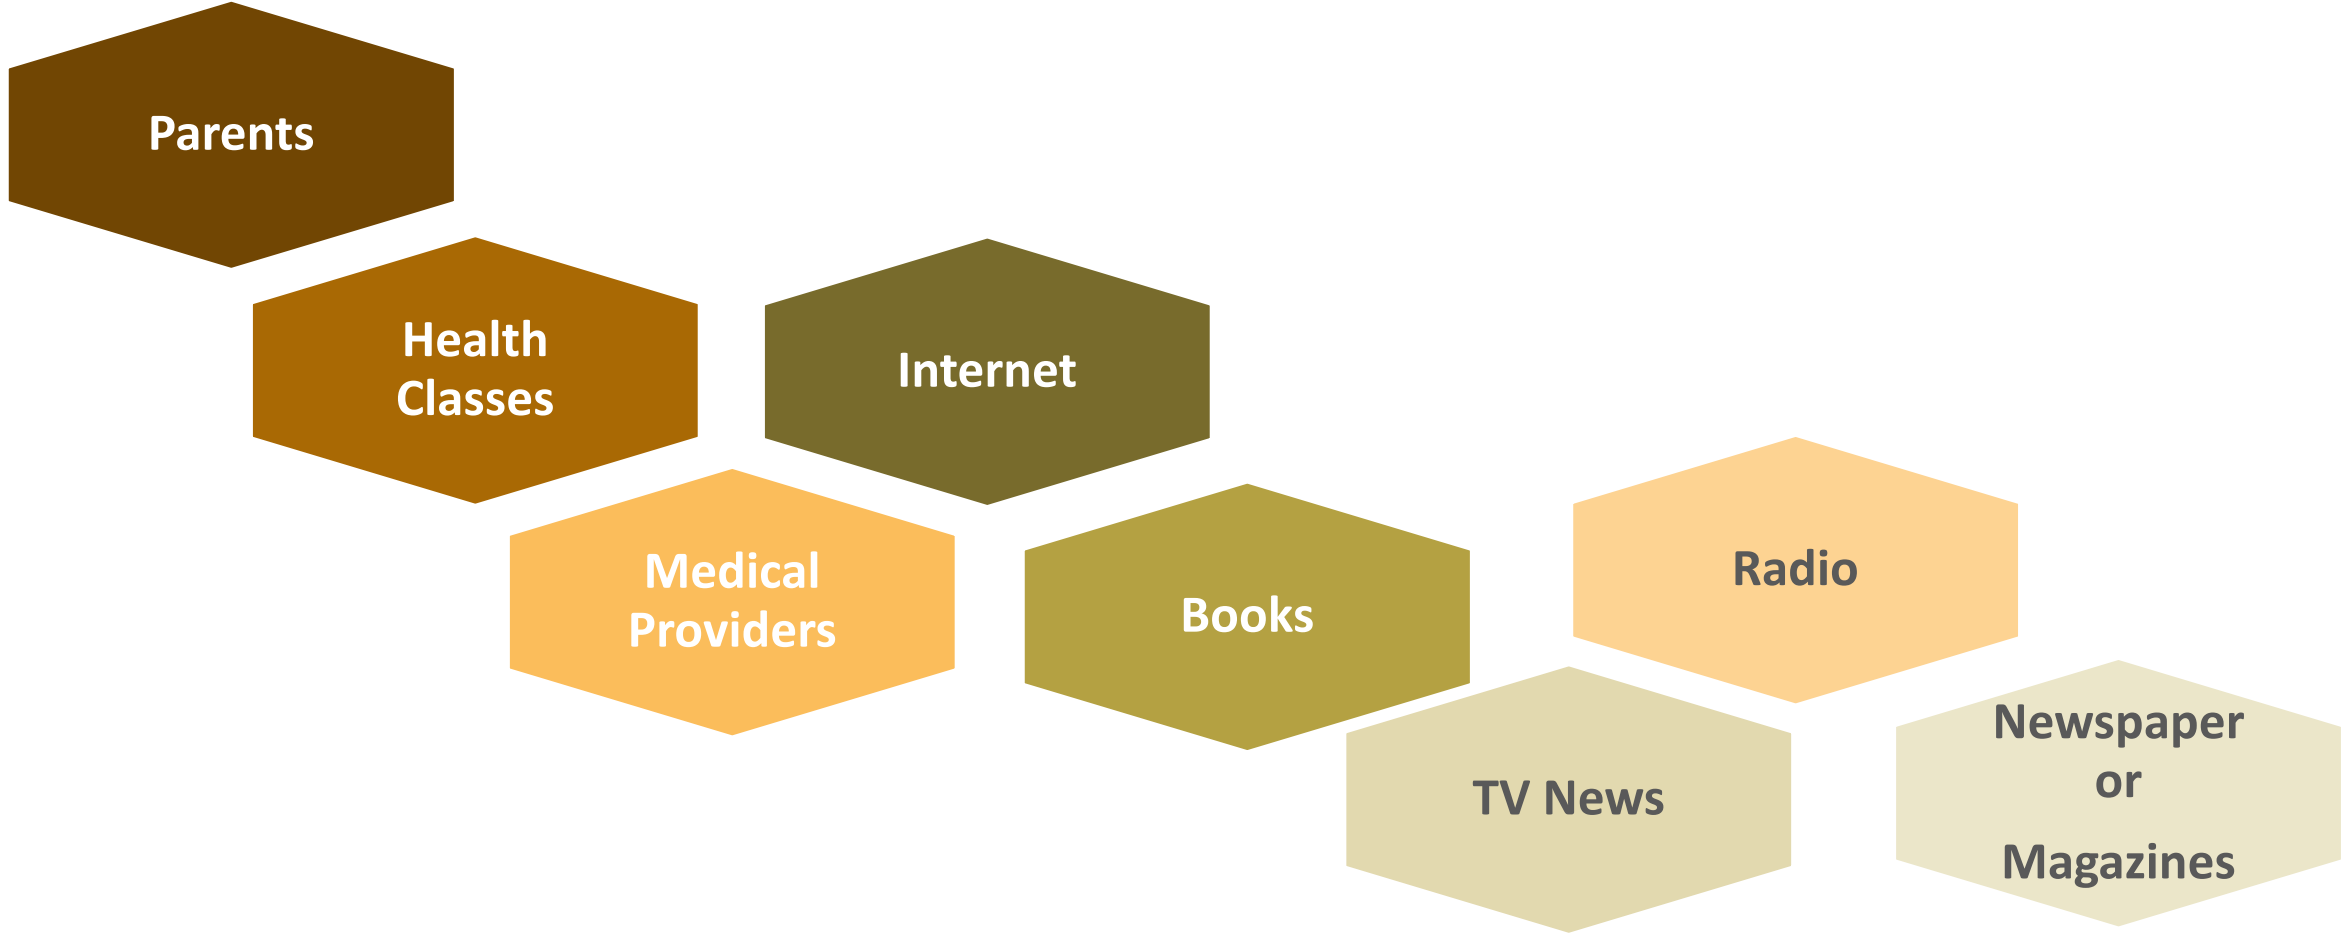 Parents
Health
Classes
Internet
Medical
Providers
Books
Radio
TV News
Newspaper
or
Magazines